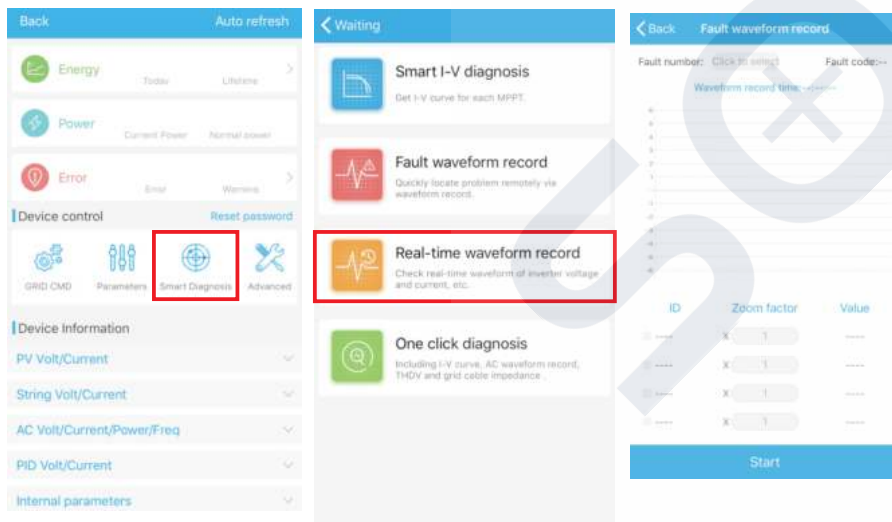 Back Auto refresh
Energy
Today Lifetime
Power
Current Power Normal power
Error
Error Warning
Device control Reset password
GRID CMD Parameters Smart Diagnosis Advanced
Device Information
PV Volt/Current
String Volt/Current
AC Volt/Current/Power/Freq
PID Volt/Current
Internal parameters
Waiting
Smart I-V diagnosis
Get I-V curve for each MPPT.
Fault waveform record
Quickly locate problem remotely via
waveform record.
Real-time waveform record
Check real-time waveform of inverter voltage
and current, etc.
One click diagnosis
Including I-V curve, AC waveform record,
THDV and grid cable impedance .
Back Fault waveform record
Fault number: Click to select Fault code:--
Waveform record time:--:--:--
ID Zoom factor Value
---- X 1 ----
---- X 1 ----
---- X 1 ----
---- X 1 ----
Start